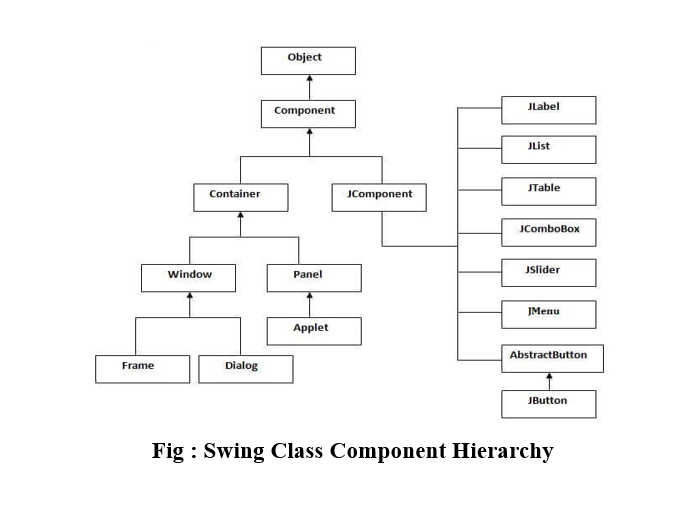 Object
Component
Container
JComponent
Window
Panel
Frame
Dialog
Applet
JLabel
JList
JTable
JComboBox
JSlider
JMenu
AbstractButton
JButton
Fig : Swing Class Component Hierarchy